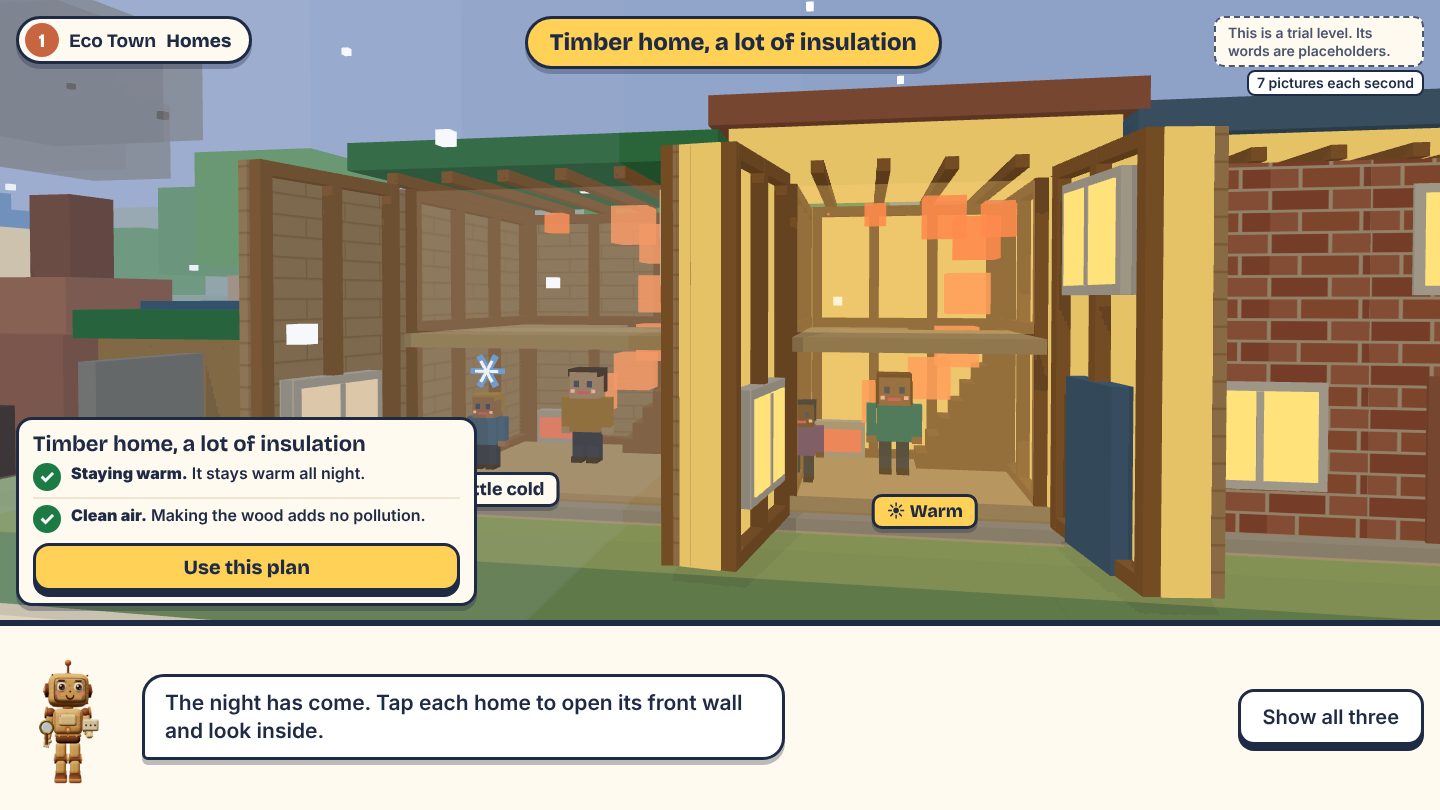 1 Eco Town Homes
Timber home, a lot of insulation
This is a trial level. Its
words are placeholders.
7 pictures each second
Timber home, a lot of insulation
Staying warm. It stays warm all night.
Clean air. Making the wood adds no pollution.
Use this plan
cold
Warm
The night has come. Tap each home to open its front wall
and look inside.
Show all three